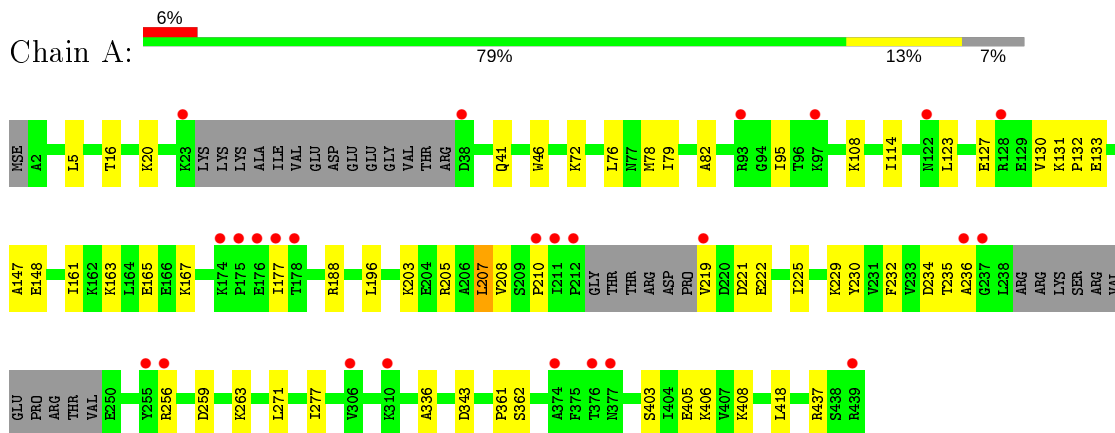 6%
Chain A:
79% 13% 7%
MSE A2 L5 T16 K20 K23 LYS LYS LYS ALA ILE VAL GLU ASP GLU GLU GLY VAL THR ARG D38 Q41 W46 K72 L76 N77 M78 I79 A82 R93 G94 I95 T96 K97 K108 I114 N122 L123 E127 R128 E129 V130 K131 P132 E133
A147 E148 I161 K162 K163 L164 E165 E166 K167 K174 P175 E176 I177 T178 R188 L196 K203 E204 R205 A206 L207 V208 S209 P210 I211 P212 GLY THR THR ARG ASP PRO V219 D220 D221 E222 I225 K229 Y230 V231 F232 V233 D234 T235 A236 G237 L238 ARG ARG LYS SER ARG VAL
GLU PRO ARG THR VAL E250 Y255 R256 D259 K263 L271 I277 V306 K310 A336 D343 P361 S362 A374 F375 T376 N377 S403 I404 E405 K406 V407 K408 L418 R437 S438 R439